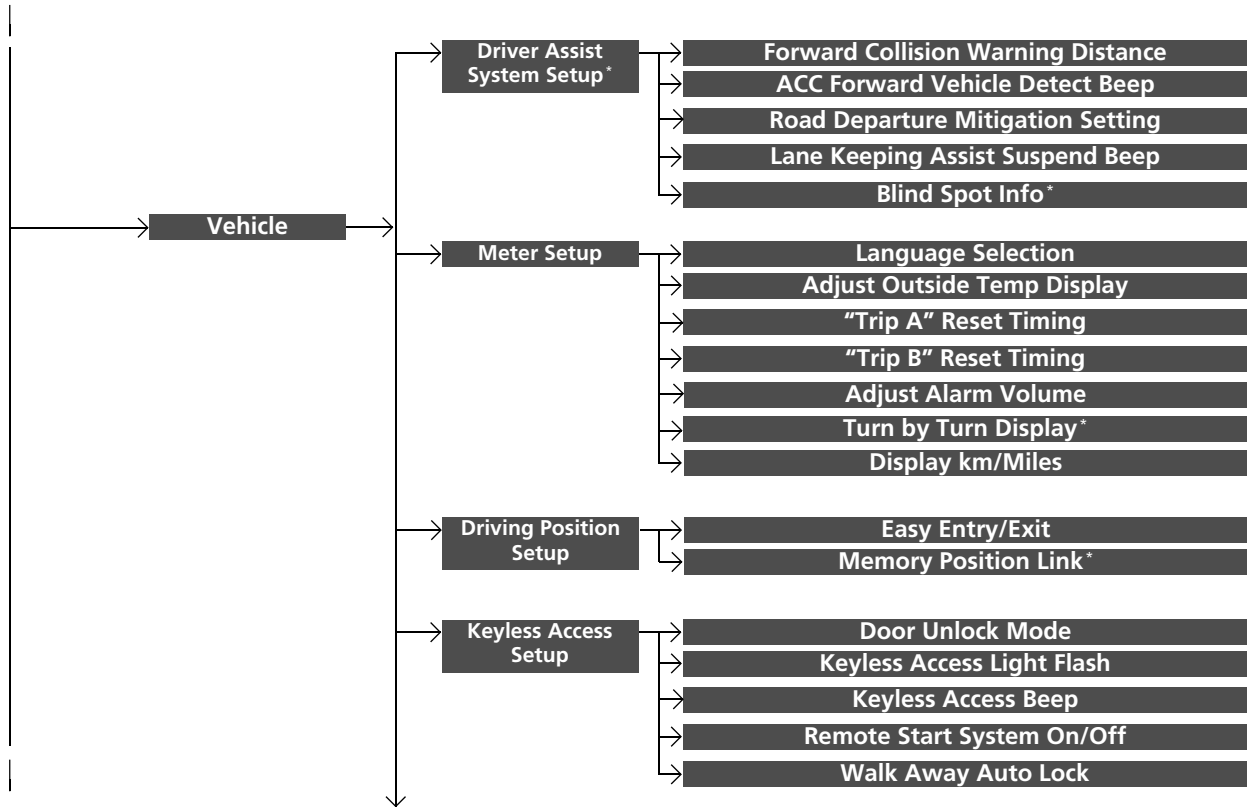 Vehicle
Driver Assist
System Setup*
Forward Collision Warning Distance
ACC Forward Vehicle Detect Beep
Road Departure Mitigation Setting
Lane Keeping Assist Suspend Beep
Blind Spot Info*
Meter Setup
Language Selection
Adjust Outside Temp Display
“Trip A” Reset Timing
“Trip B” Reset Timing
Adjust Alarm Volume
Turn by Turn Display*
Display km/Miles
Driving Position
Setup
Easy Entry/Exit
Memory Position Link*
Keyless Access
Setup
Door Unlock Mode
Keyless Access Light Flash
Keyless Access Beep
Remote Start System On/Off
Walk Away Auto Lock